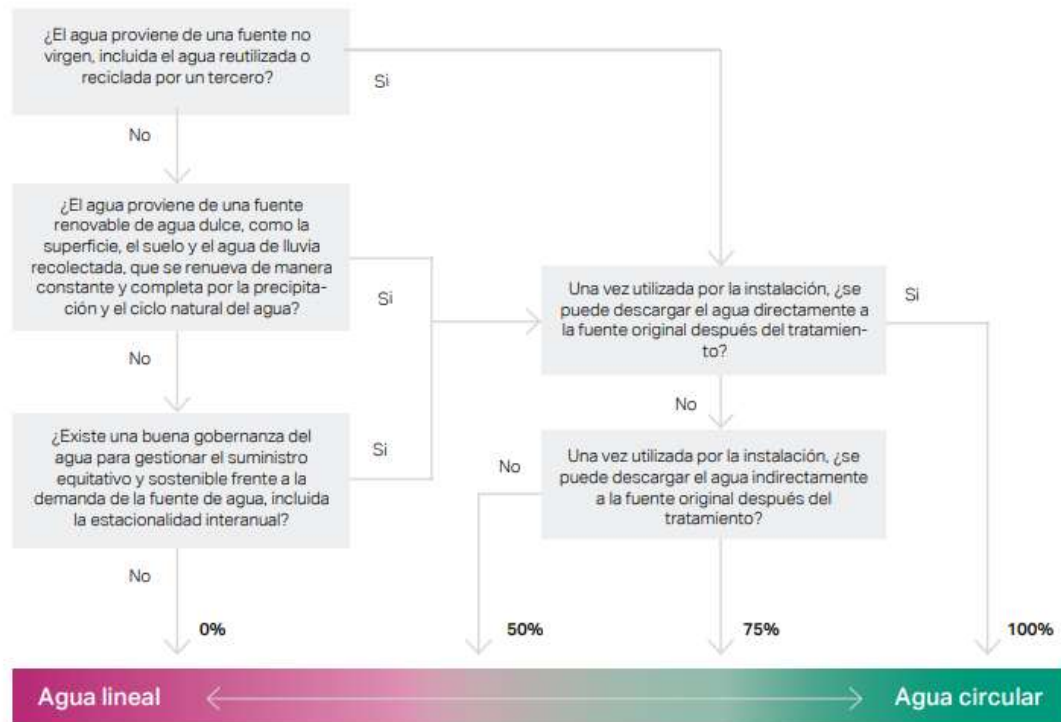 ¿El agua proviene de una fuente no
virgen, incluida el agua reutilizada o
reciclada por un tercero?
Si
No
¿El agua proviene de una fuente
renovable de agua dulce, como la
superficie, el suelo y el agua de lluvia
recolectada, que se renueva de manera
constante y completa por la precipita-
ción y el ciclo natural del agua?
Si
No
Una vez utilizada por la instalación, ¿se
puede descargar el agua directamente a
la fuente original después del tratamien-
to?
Si
No
¿Existe una buena gobernanza del
agua para gestionar el suministro
equitativo y sostenible frente a la
demanda de la fuente de agua, incluida
la estacionalidad interanual?
Si
No
Una vez utilizada por la instalación, ¿se
puede descargar el agua indirectamente
a la fuente original después del
tratamiento?
No
0%
50%
75%
100%
Agua lineal
Agua circular